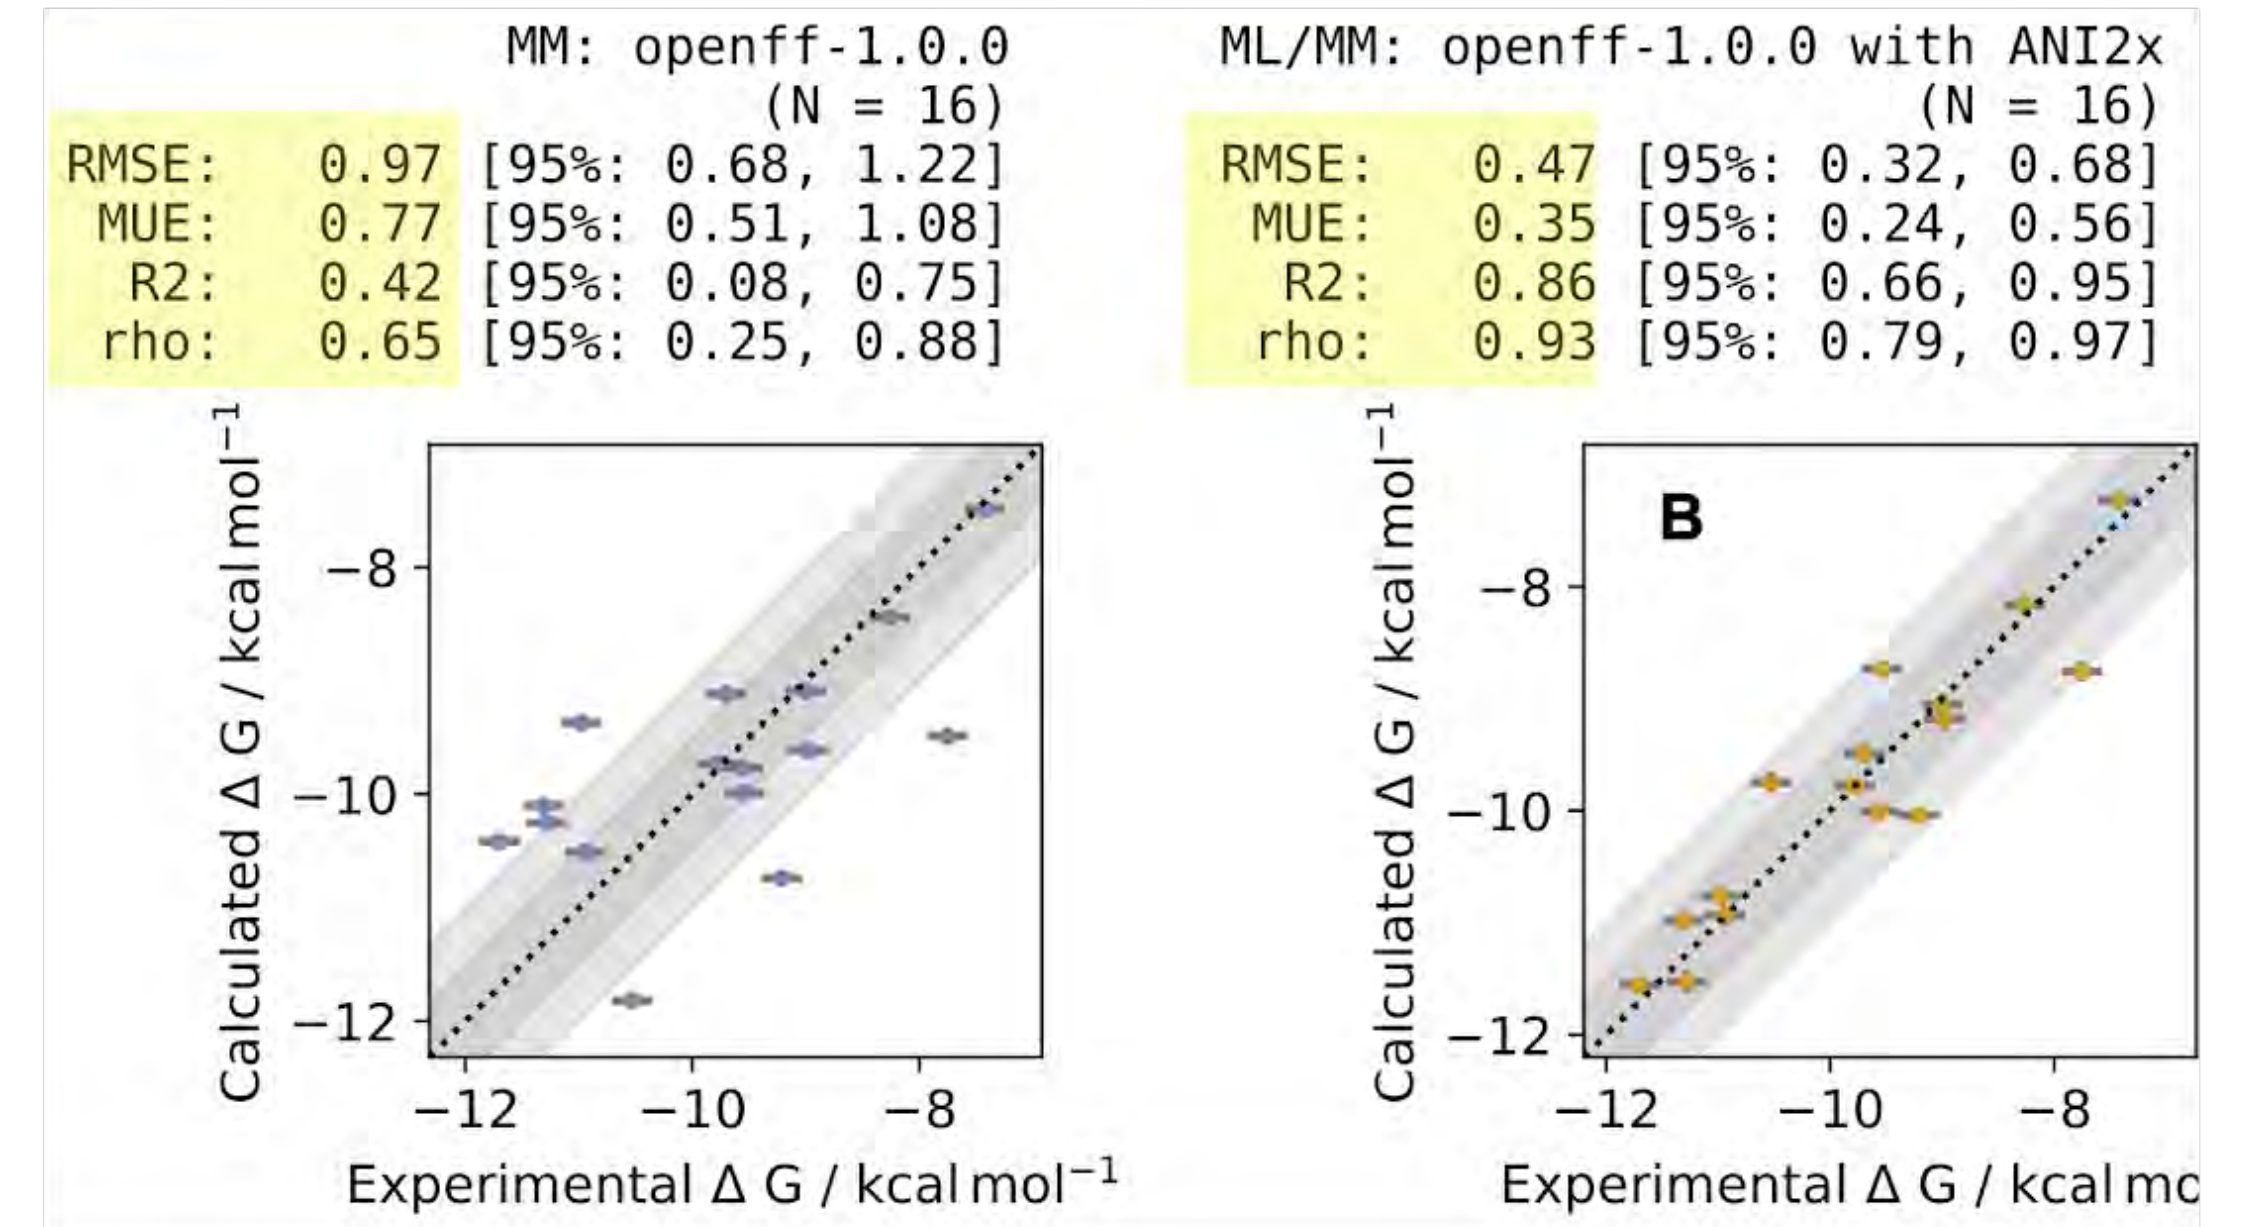 MM: openff-1.0.0
(N = 16)
RMSE: 0.97 [95%: 0.68, 1.22]
MUE: 0.77 [95%: 0.51, 1.08]
R2: 0.42 [95%: 0.08, 0.75]
rho: 0.65 [95%: 0.25, 0.88]
Calculated Δ G / kcal mol⁻¹
−8
−10
−12
−12 −10 −8
Experimental Δ G / kcal mol⁻¹
ML/MM: openff-1.0.0 with ANI2x
(N = 16)
RMSE: 0.47 [95%: 0.32, 0.68]
MUE: 0.35 [95%: 0.24, 0.56]
R2: 0.86 [95%: 0.66, 0.95]
rho: 0.93 [95%: 0.79, 0.97]
Calculated Δ G / kcal mol⁻¹
B
−8
−10
−12
−12 −10 −8
Experimental Δ G / kcal mo